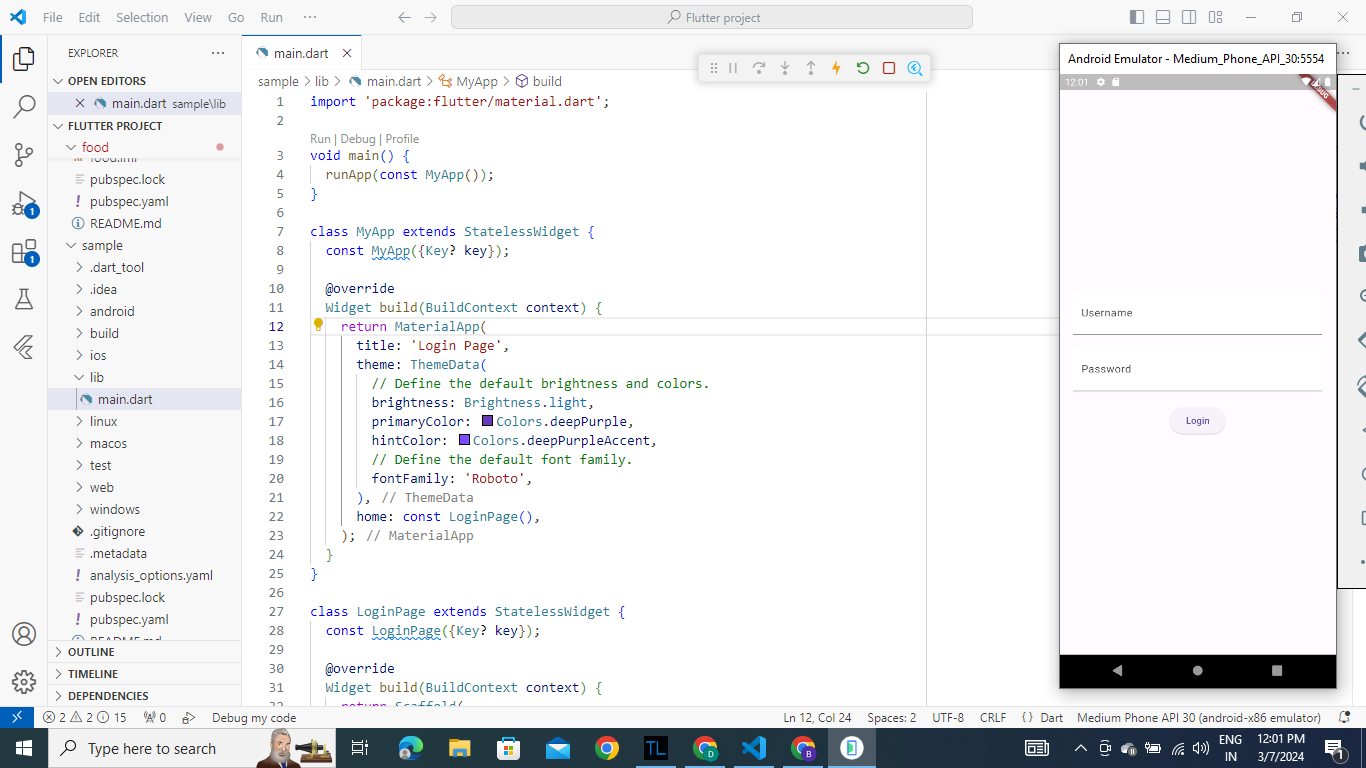 File Edit Selection View Go Run ··· Flutter project
EXPLORER ···
OPEN EDITORS
main.dart sample\lib
FLUTTER PROJECT
food
food.iml
pubspec.lock
pubspec.yaml
README.md
sample
.dart_tool
.idea
android
build
ios
lib
main.dart
linux
macos
test
web
windows
.gitignore
.metadata
analysis_options.yaml
pubspec.lock
pubspec.yaml
README.md
OUTLINE
TIMELINE
DEPENDENCIES
1
1
main.dart
sample > lib > main.dart > MyApp > build
1 import 'package:flutter/material.dart';
2
Run | Debug | Profile
3 void main() {
4 runApp(const MyApp());
5 }
6
7 class MyApp extends StatelessWidget {
8 const MyApp({Key? key});
9
10 @override
11 Widget build(BuildContext context) {
12 return MaterialApp(
13 title: 'Login Page',
14 theme: ThemeData(
15 // Define the default brightness and colors.
16 brightness: Brightness.light,
17 primaryColor: Colors.deepPurple,
18 hintColor: Colors.deepPurpleAccent,
19 // Define the default font family.
20 fontFamily: 'Roboto',
21 ), // ThemeData
22 home: const LoginPage(),
23 ); // MaterialApp
24 }
25 }
26
27 class LoginPage extends StatelessWidget {
28 const LoginPage({Key? key});
29
30 @override
31 Widget build(BuildContext context) {
32 return Scaffold(
Android Emulator - Medium_Phone_API_30:5554
12:01
DEBUG
Username
Password
Login
2 2 15 0 Debug my code Ln 12, Col 24 Spaces: 2 UTF-8 CRLF { } Dart Medium Phone API 30 (android-x86 emulator)
Type here to search
TL
D
B
ENG
IN
12:01 PM
3/7/2024
1